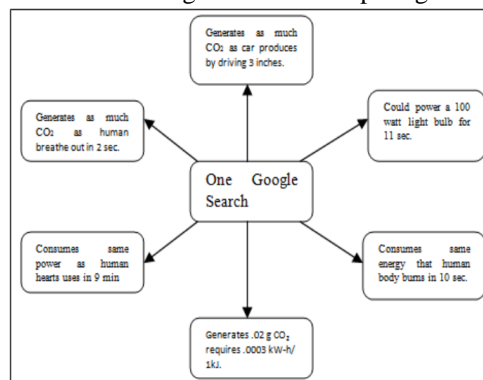 Generates as much
CO₂ as car produces
by driving 3 inches.
Generates as much
CO₂ as human
breathe out in 2 sec.
Could power a 100
watt light bulb for
11 sec.
One Google
Search
Consumes same
power as human
hearts uses in 9 min
Consumes same
energy that human
body burns in 10 sec.
Generates .02 g CO₂
requires .0003 kW-h/
1kJ.